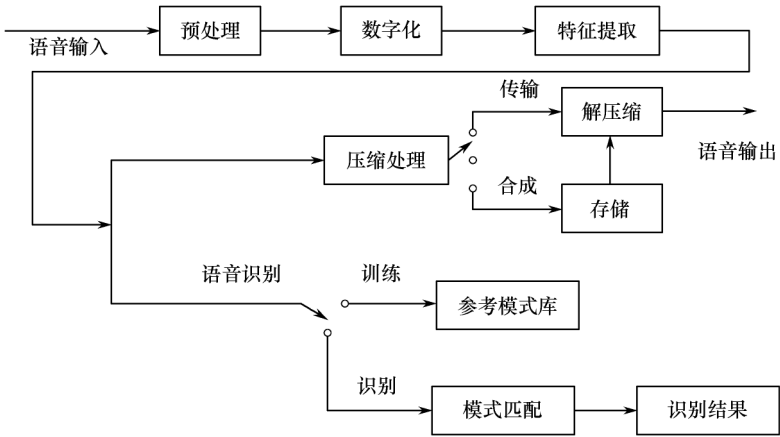 语音输入
预处理
数字化
特征提取
传输
解压缩
语音输出
压缩处理
合成
存储
语音识别
训练
参考模式库
识别
模式匹配
识别结果